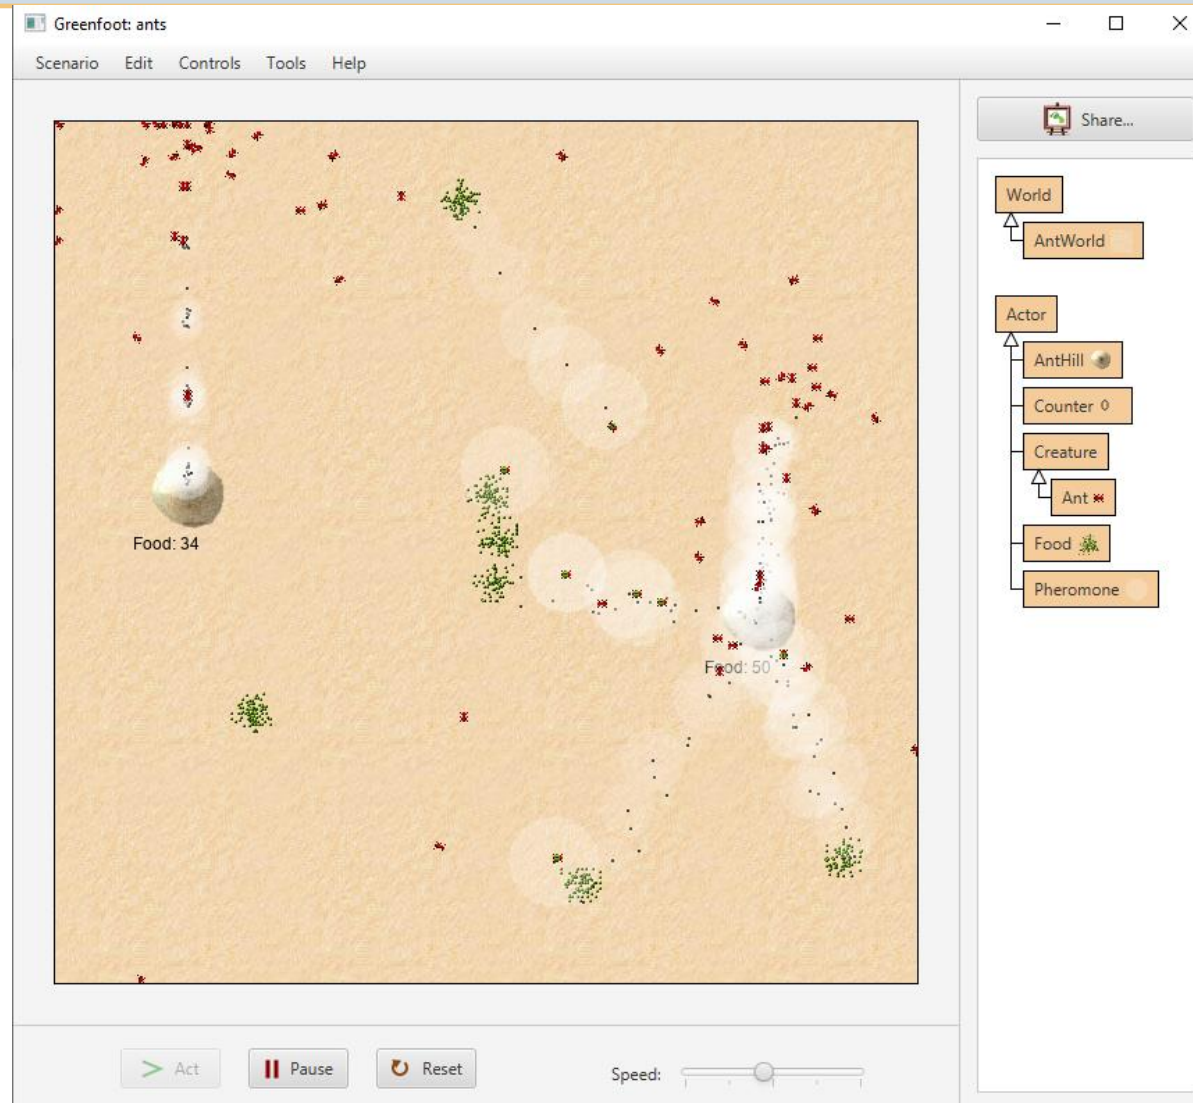 Greenfoot: ants
Scenario Edit Controls Tools Help
Share...
World
AntWorld
Actor
AntHill
Counter 0
Creature
Ant
Food
Pheromone
Food: 34
Food: 50
Act Pause Reset Speed: